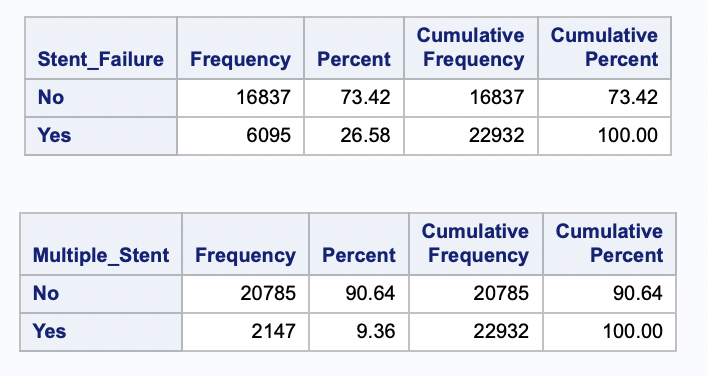 Stent_Failure Frequency Percent Cumulative Frequency Cumulative Percent
No 16837 73.42 16837 73.42
Yes 6095 26.58 22932 100.00
Multiple_Stent Frequency Percent Cumulative Frequency Cumulative Percent
No 20785 90.64 20785 90.64
Yes 2147 9.36 22932 100.00